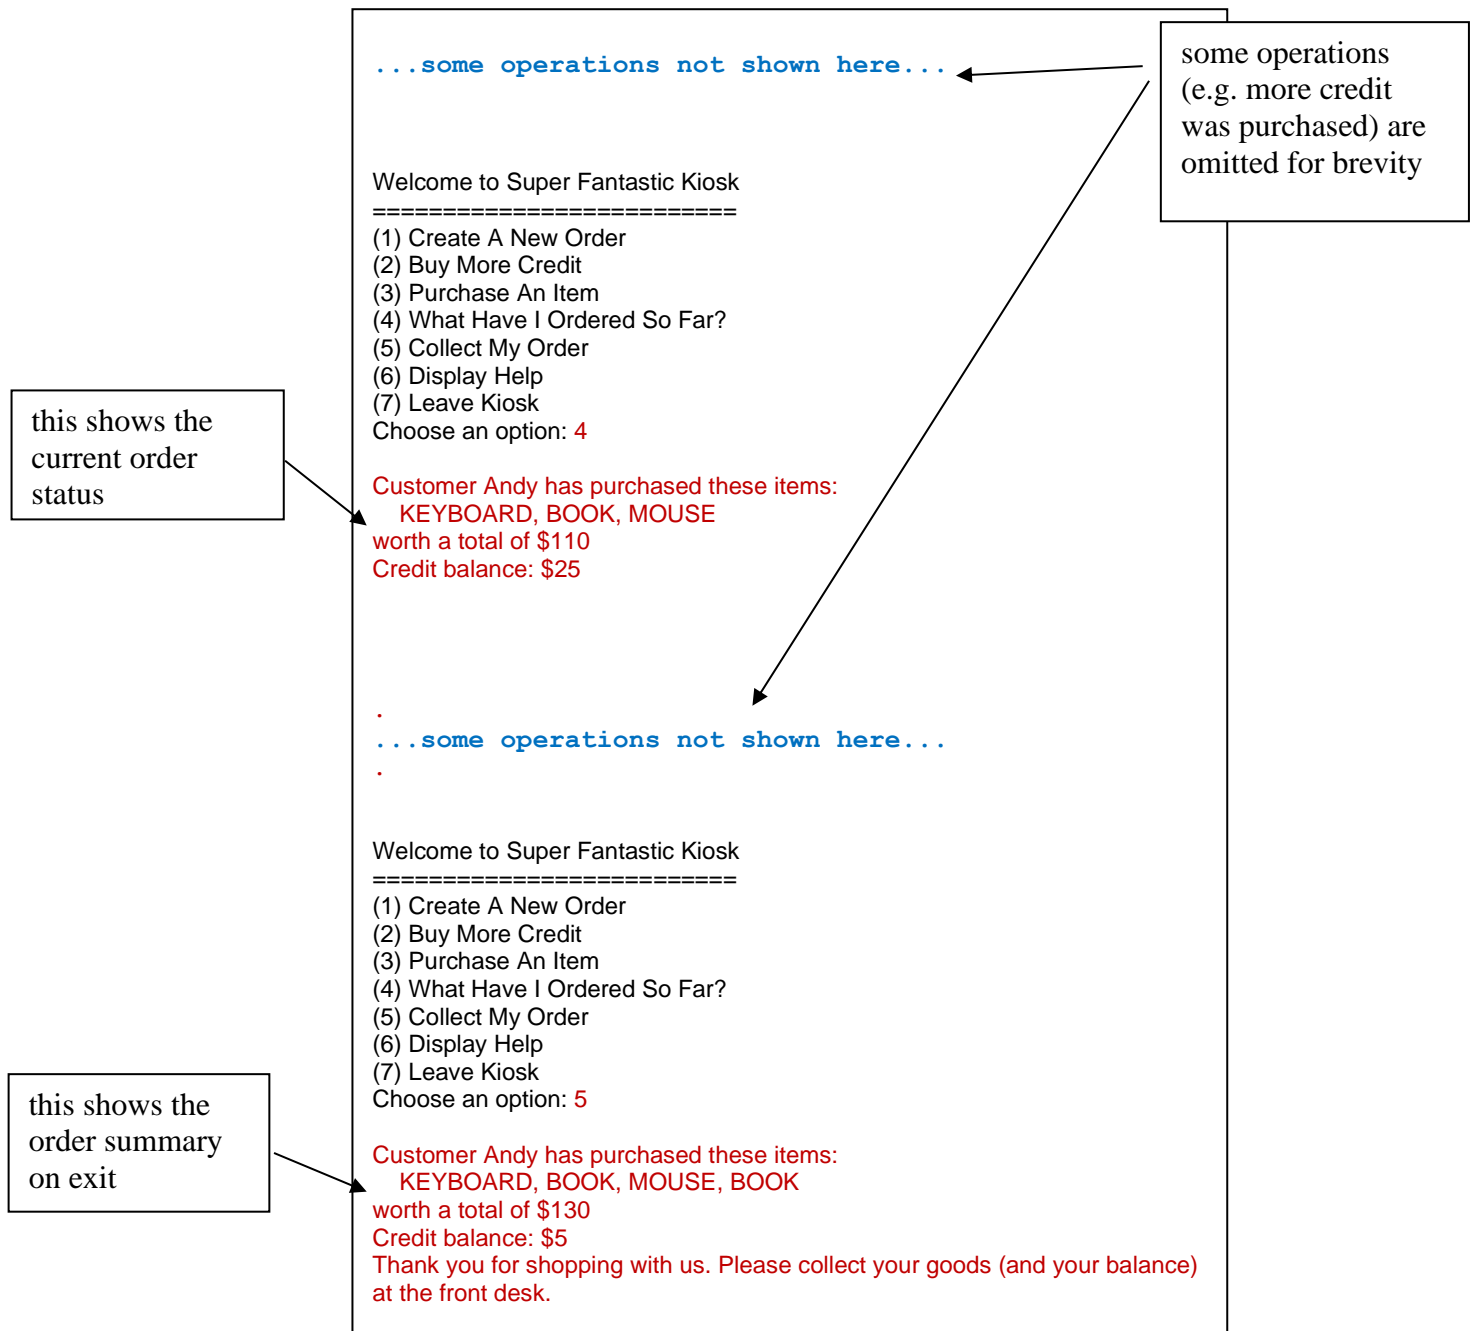 ...some operations not shown here...
some operations
(e.g. more credit
was purchased) are
omitted for brevity
Welcome to Super Fantastic Kiosk
==========================
(1) Create A New Order
(2) Buy More Credit
(3) Purchase An Item
(4) What Have I Ordered So Far?
(5) Collect My Order
(6) Display Help
(7) Leave Kiosk
Choose an option: 4
this shows the
current order
status
Customer Andy has purchased these items:
KEYBOARD, BOOK, MOUSE
worth a total of $110
Credit balance: $25
.
...some operations not shown here...
.
Welcome to Super Fantastic Kiosk
==========================
(1) Create A New Order
(2) Buy More Credit
(3) Purchase An Item
(4) What Have I Ordered So Far?
(5) Collect My Order
(6) Display Help
(7) Leave Kiosk
Choose an option: 5
this shows the
order summary
on exit
Customer Andy has purchased these items:
KEYBOARD, BOOK, MOUSE, BOOK
worth a total of $130
Credit balance: $5
Thank you for shopping with us. Please collect your goods (and your balance)
at the front desk.